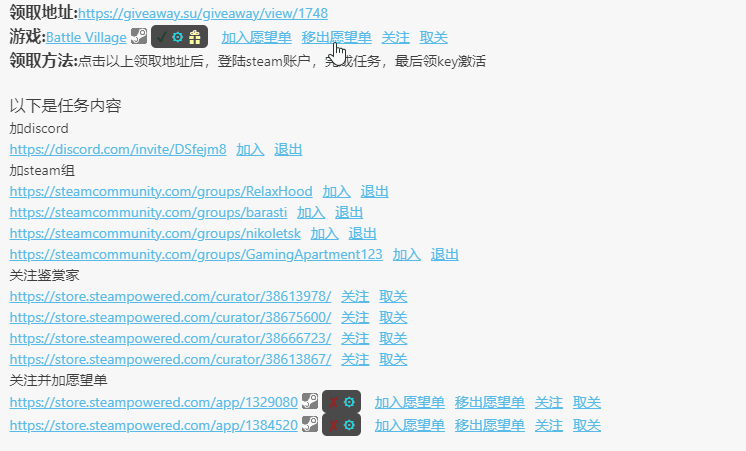 领取地址:https://giveaway.su/giveaway/view/1748
游戏:Battle Village 加入愿望单 移出愿望单 关注 取关
领取方法:点击以上领取地址后，登陆steam账户，完成任务，最后领key激活
以下是任务内容
加discord
https://discord.com/invite/DSfejm8 加入 退出
加steam组
https://steamcommunity.com/groups/RelaxHood 加入 退出
https://steamcommunity.com/groups/barasti 加入 退出
https://steamcommunity.com/groups/nikoletsk 加入 退出
https://steamcommunity.com/groups/GamingApartment123 加入 退出
关注鉴赏家
https://store.steampowered.com/curator/38613978/ 关注 取关
https://store.steampowered.com/curator/38675600/ 关注 取关
https://store.steampowered.com/curator/38666723/ 关注 取关
https://store.steampowered.com/curator/38613867/ 关注 取关
关注并加愿望单
https://store.steampowered.com/app/1329080 加入愿望单 移出愿望单 关注 取关
https://store.steampowered.com/app/1384520 加入愿望单 移出愿望单 关注 取关